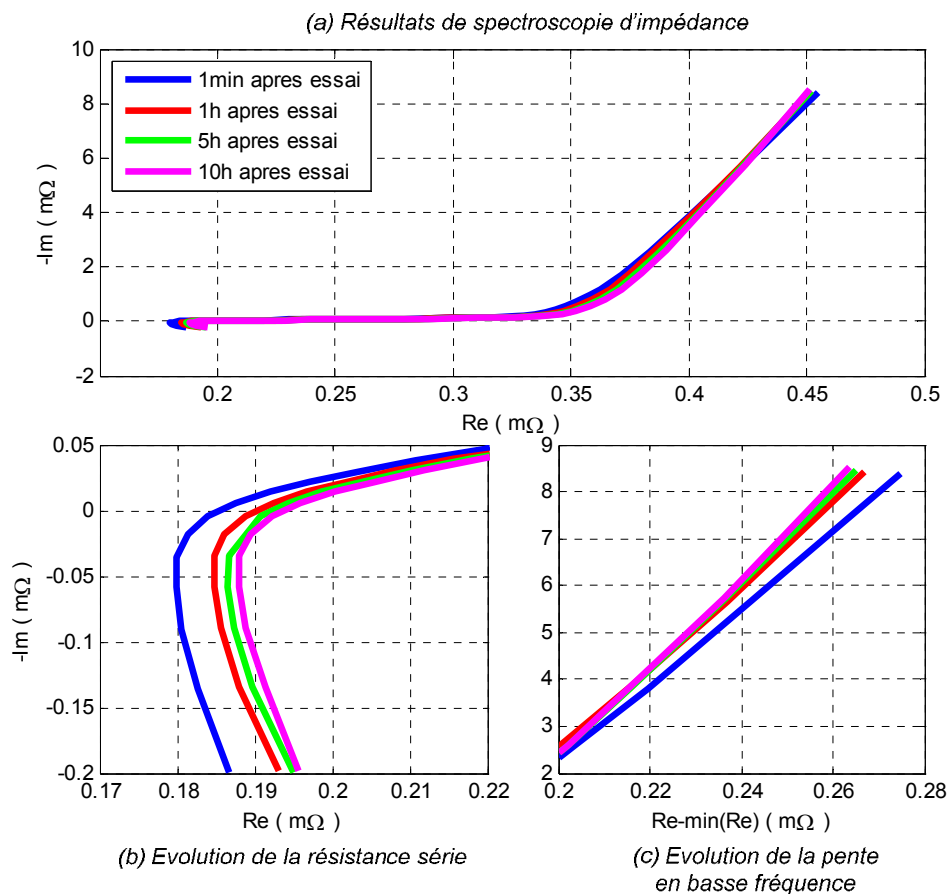 (a) Résultats de spectroscopie d'impédance
10
8
6
4
2
0
-2
-Im ( mΩ )
1min apres essai
1h apres essai
5h apres essai
10h apres essai
0.2 0.25 0.3 0.35 0.4 0.45 0.5
Re ( mΩ )
0.05
0
-0.05
-0.1
-0.15
-0.2
-Im ( mΩ )
0.17 0.18 0.19 0.2 0.21 0.22
Re ( mΩ )
(b) Evolution de la résistance série
9
8
7
6
5
4
3
2
0.2 0.22 0.24 0.26 0.28
Re-min(Re) ( mΩ )
(c) Evolution de la pente
en basse fréquence